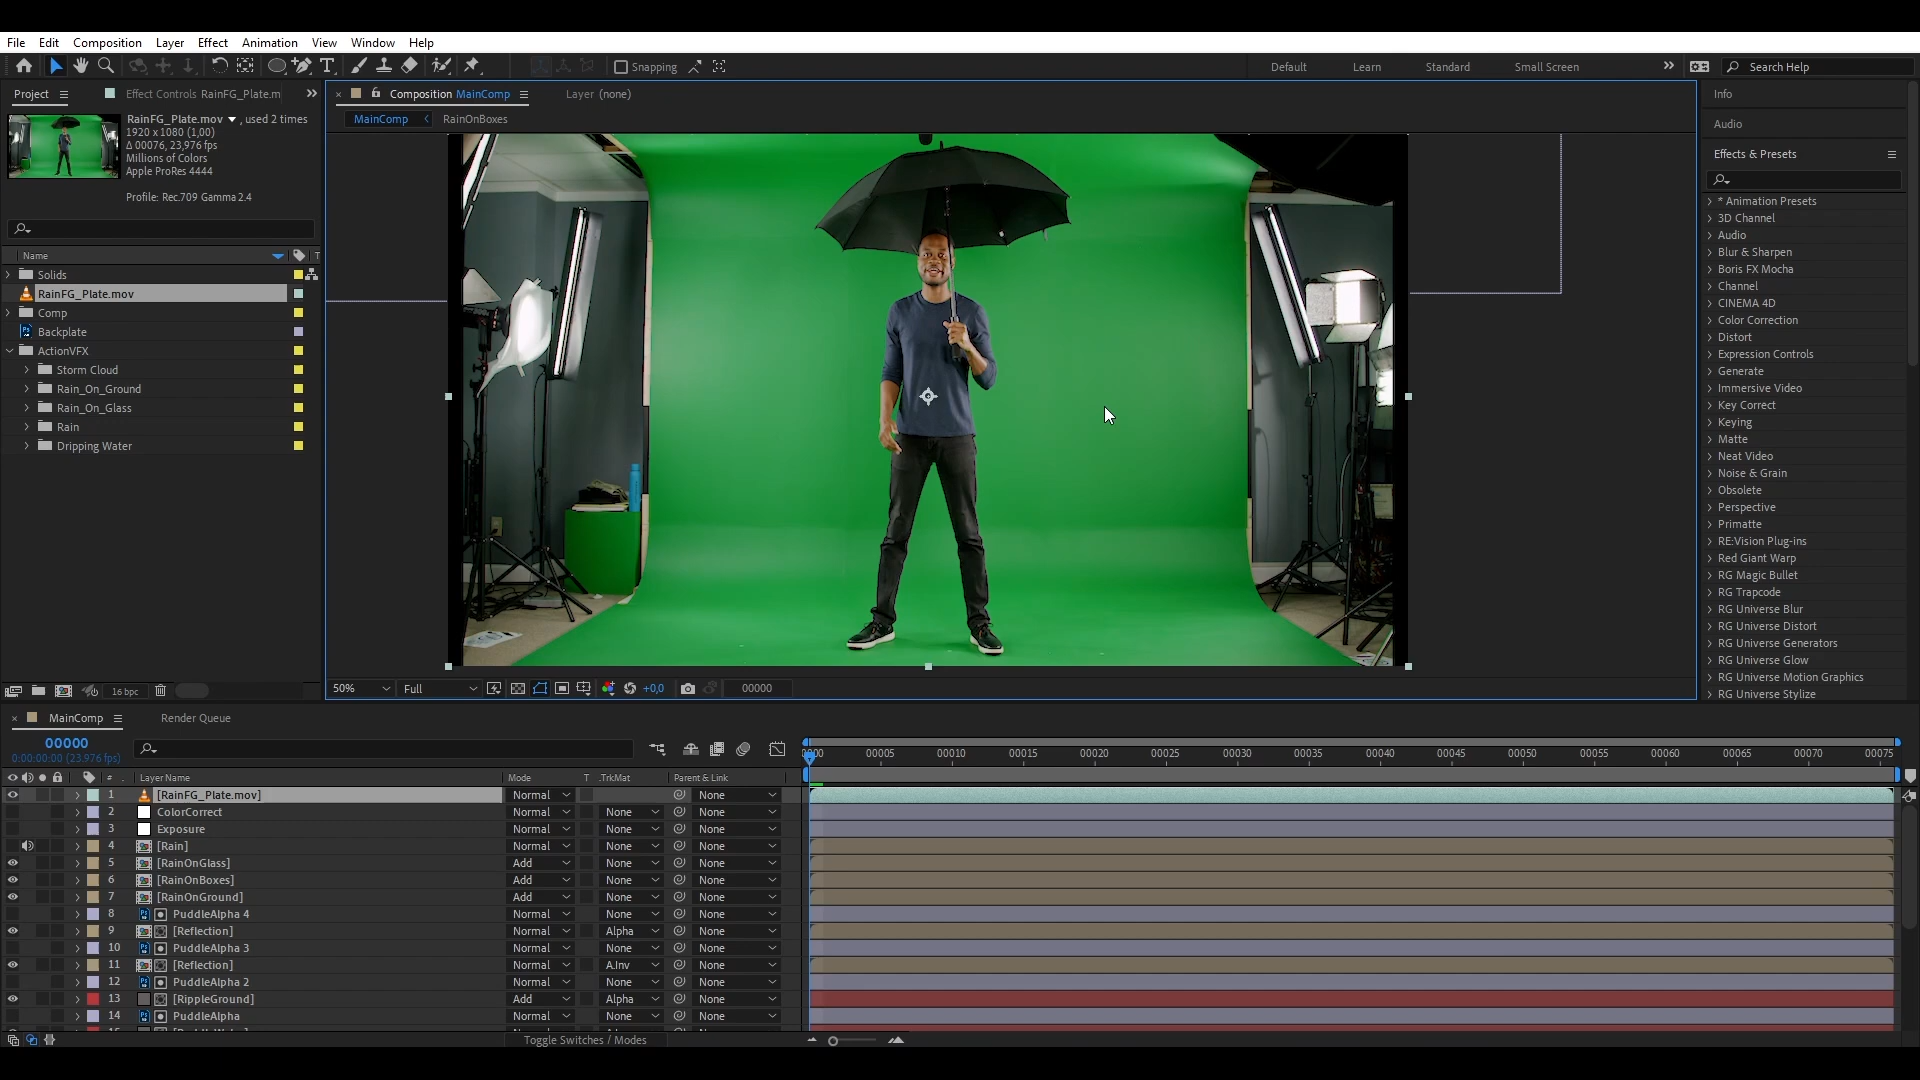 File Edit Composition Layer Effect Animation View Window Help
Snapping Default Learn Standard Small Screen Search Help
Project Effect Controls RainFG_Plate.m
RainFG_Plate.mov , used 2 times
1920 x 1080 (1,00)
Δ 00076, 23,976 fps
Millions of Colors
Apple ProRes 4444
Profile: Rec.709 Gamma 2.4
Name T
Solids
RainFG_Plate.mov
Comp
Backplate
ActionVFX
Storm Cloud
Rain_On_Ground
Rain_On_Glass
Rain
Dripping Water
16 bpc
Composition MainComp Layer (none)
MainComp RainOnBoxes
50% Full +0,0 00000
Info
Audio
Effects & Presets
* Animation Presets
3D Channel
Audio
Blur & Sharpen
Boris FX Mocha
Channel
CINEMA 4D
Color Correction
Distort
Expression Controls
Generate
Immersive Video
Key Correct
Keying
Matte
Neat Video
Noise & Grain
Obsolete
Perspective
Primatte
RE:Vision Plug-ins
Red Giant Warp
RG Magic Bullet
RG Trapcode
RG Universe Blur
RG Universe Distort
RG Universe Generators
RG Universe Glow
RG Universe Motion Graphics
RG Universe Stylize
MainComp Render Queue
00000
0:00:00:00 (23.976 fps)
0000 00005 00010 00015 00020 00025 00030 00035 00040 00045 00050 00055 00060 00065 00070 00075
# Layer Name Mode T .TrkMat Parent & Link
1 [RainFG_Plate.mov] Normal None
2 ColorCorrect Normal None None
3 Exposure Normal None None
4 [Rain] Normal None None
5 [RainOnGlass] Add None None
6 [RainOnBoxes] Add None None
7 [RainOnGround] Add None None
8 PuddleAlpha 4 Normal None None
9 [Reflection] Normal Alpha None
10 PuddleAlpha 3 Normal None None
11 [Reflection] Normal A.Inv None
12 PuddleAlpha 2 Normal None None
13 [RippleGround] Add Alpha None
14 PuddleAlpha Normal None None
Toggle Switches / Modes